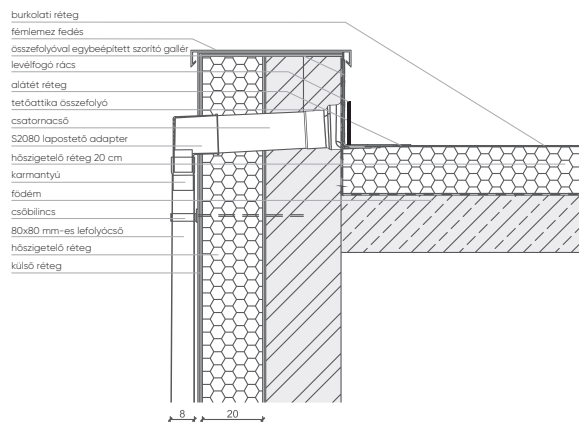 burkolati réteg
fémlemez fedés
összefolyóval egybeépített szorító gallér
levélfogó rács
alátét réteg
tetőattika összefolyó
csatornacső
S2080 lapostető adapter
hőszigetelő réteg 20 cm
karmantyú
födém
csőbilincs
80x80 mm-es lefolyócső
hőszigetelő réteg
külső réteg
8 20